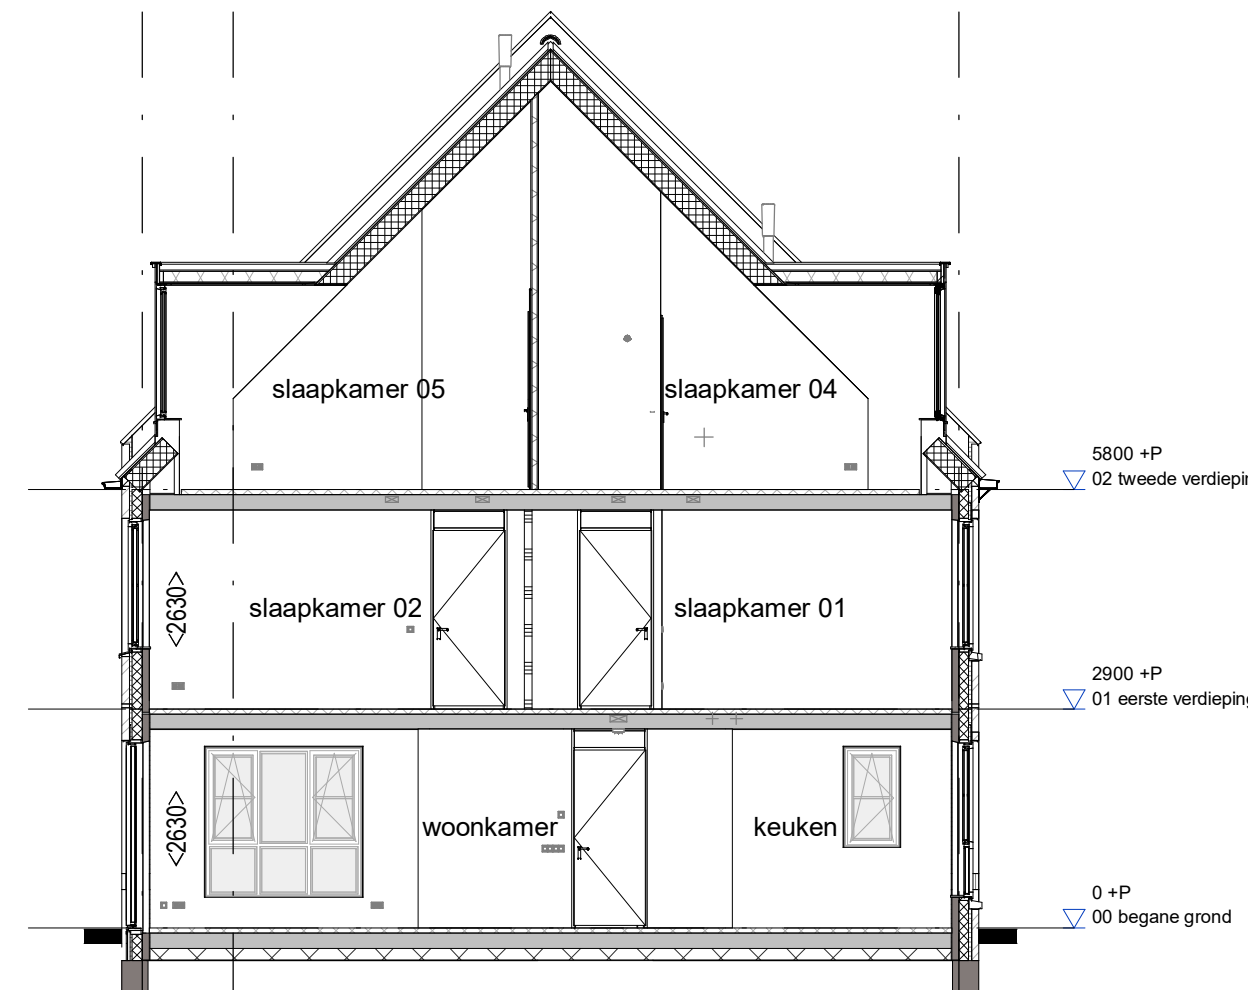 slaapkamer 05
slaapkamer 04
5800 +P
02 tweede verdiepin
<2630>
slaapkamer 02
slaapkamer 01
2900 +P
01 eerste verdieping
<2630>
woonkamer
keuken
0 +P
00 begane grond